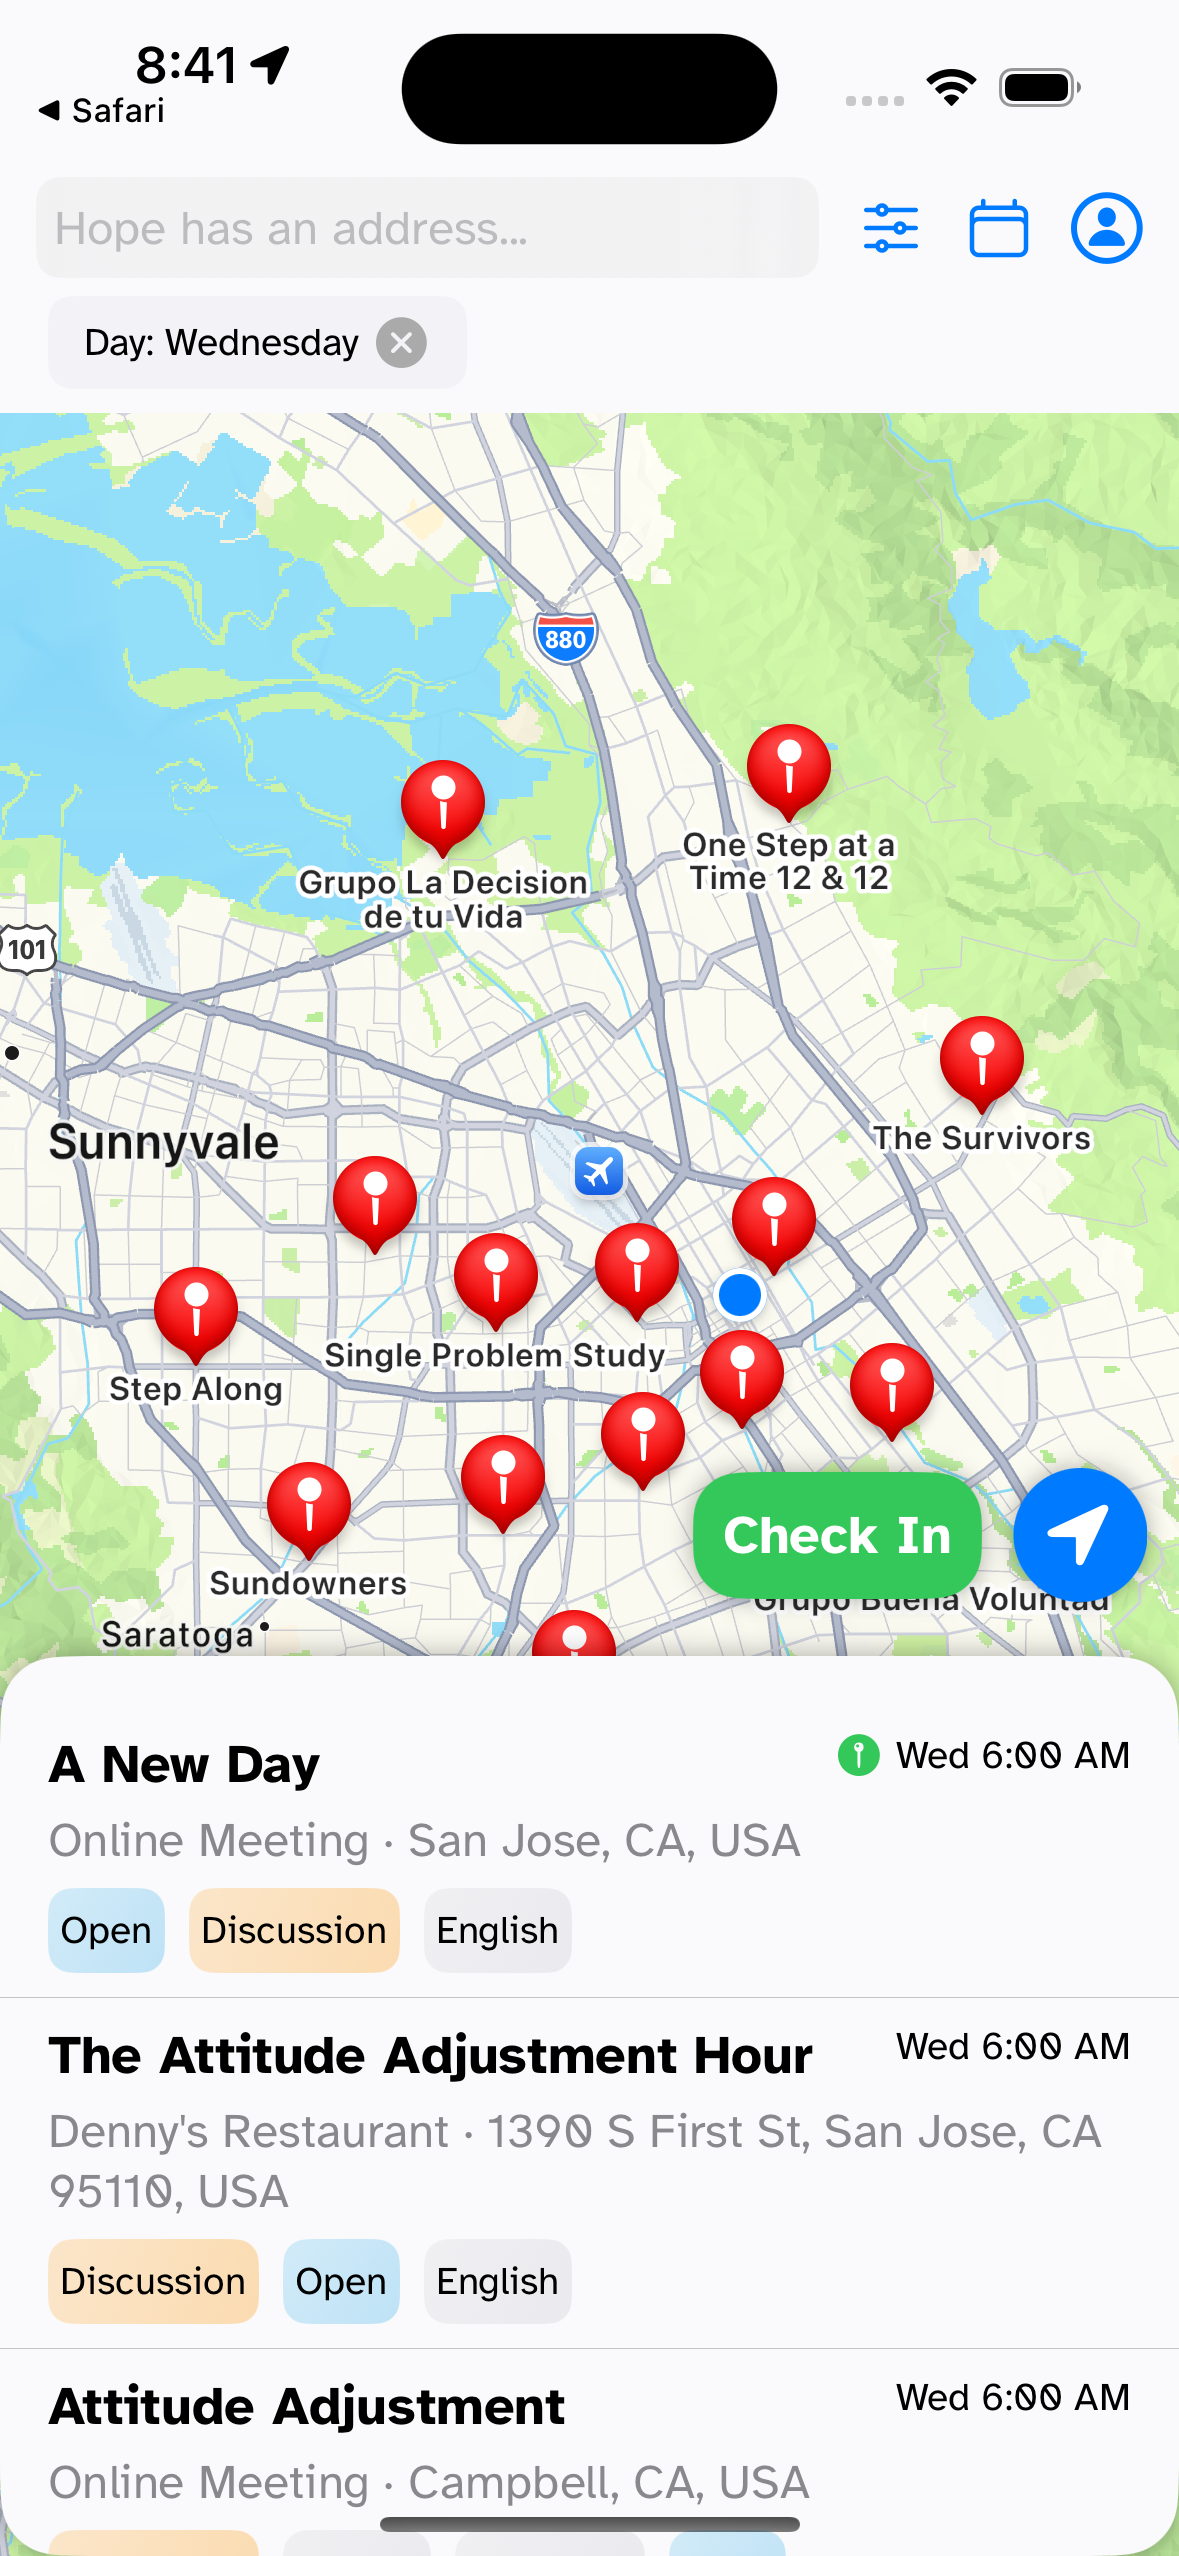 8:41
Safari
Hope has an address...
Day: Wednesday
880
One Step at a
Time 12 & 12
Grupo La Decision
de tu Vida
101
The Survivors
Sunnyvale
Single Problem Study
Step Along
Check In
Sundowners
Grupo Buena Voluntad
Saratoga
A New Day
Wed 6:00 AM
Online Meeting · San Jose, CA, USA
Open Discussion English
The Attitude Adjustment Hour
Wed 6:00 AM
Denny's Restaurant · 1390 S First St, San Jose, CA
95110, USA
Discussion Open English
Attitude Adjustment
Wed 6:00 AM
Online Meeting · Campbell, CA, USA